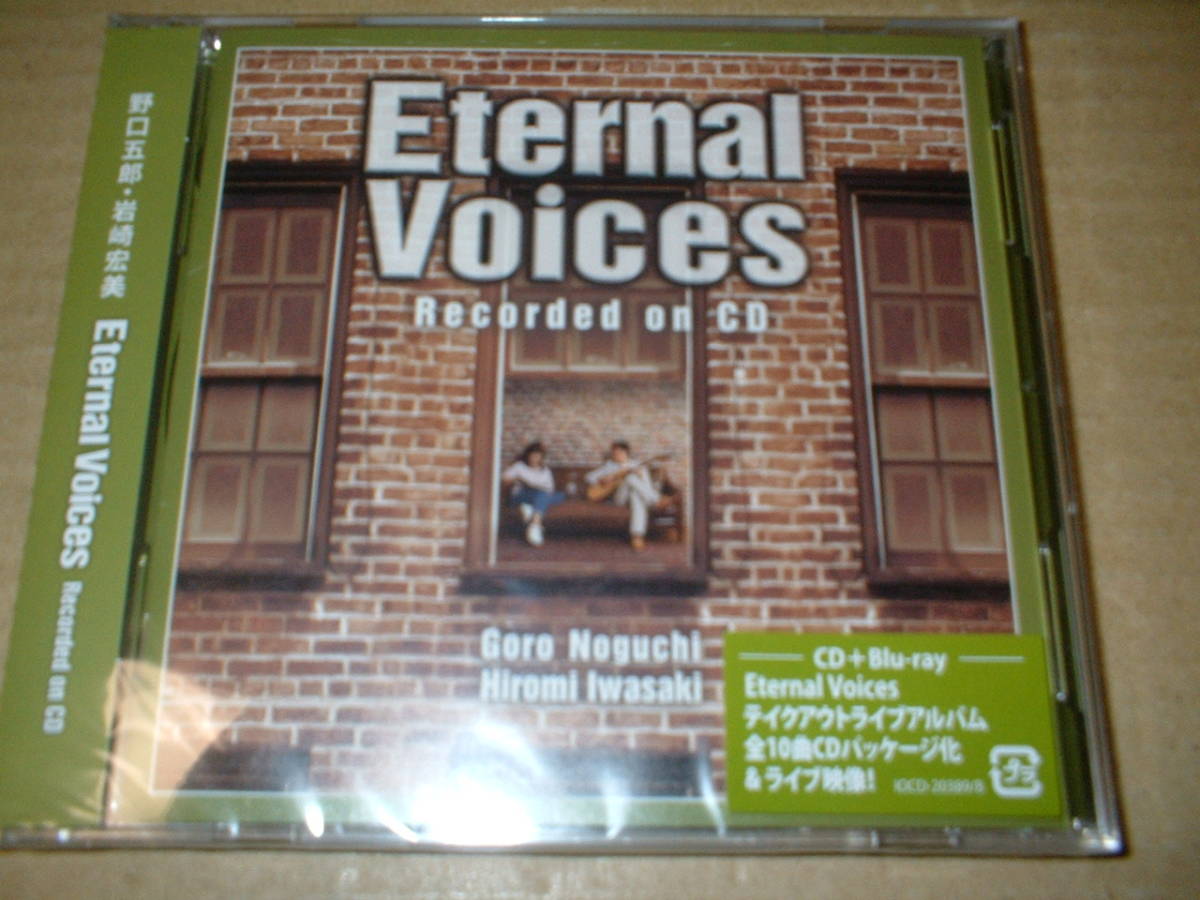 野口五郎・岩崎宏美 Eternal Voices Recorded on CD
Eternal
Voices
Recorded on CD
Goro Noguchi
Hiromi Iwasaki
CD+Blu-ray
Eternal Voices
テイクアウトライブアルバム
全10曲CDパッケージ化
&ライブ映像!
プラ